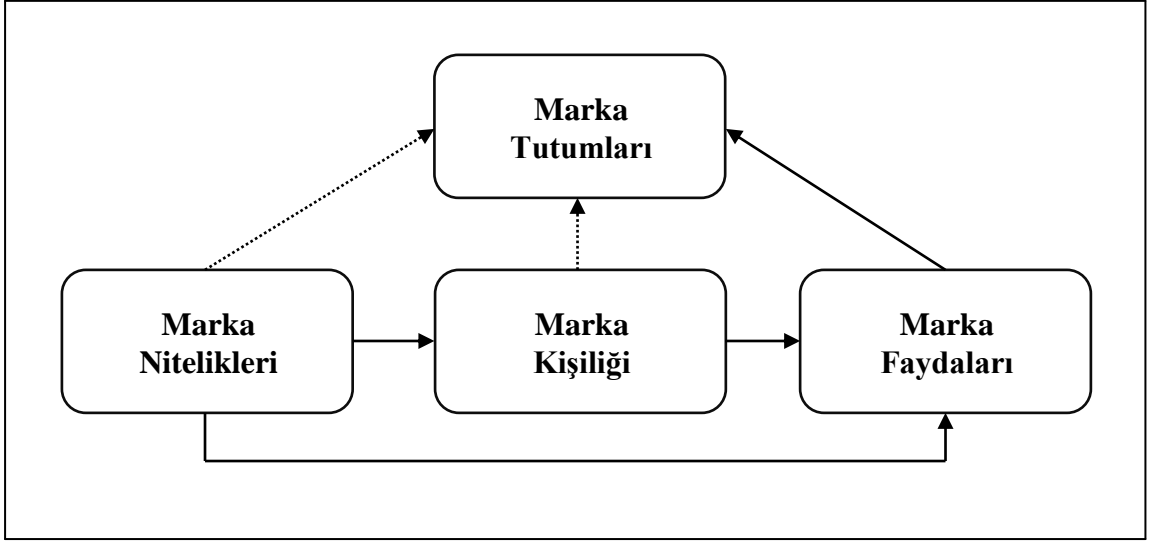 Marka
Tutumları
Marka
Nitelikleri
Marka
Kişiliği
Marka
Faydaları